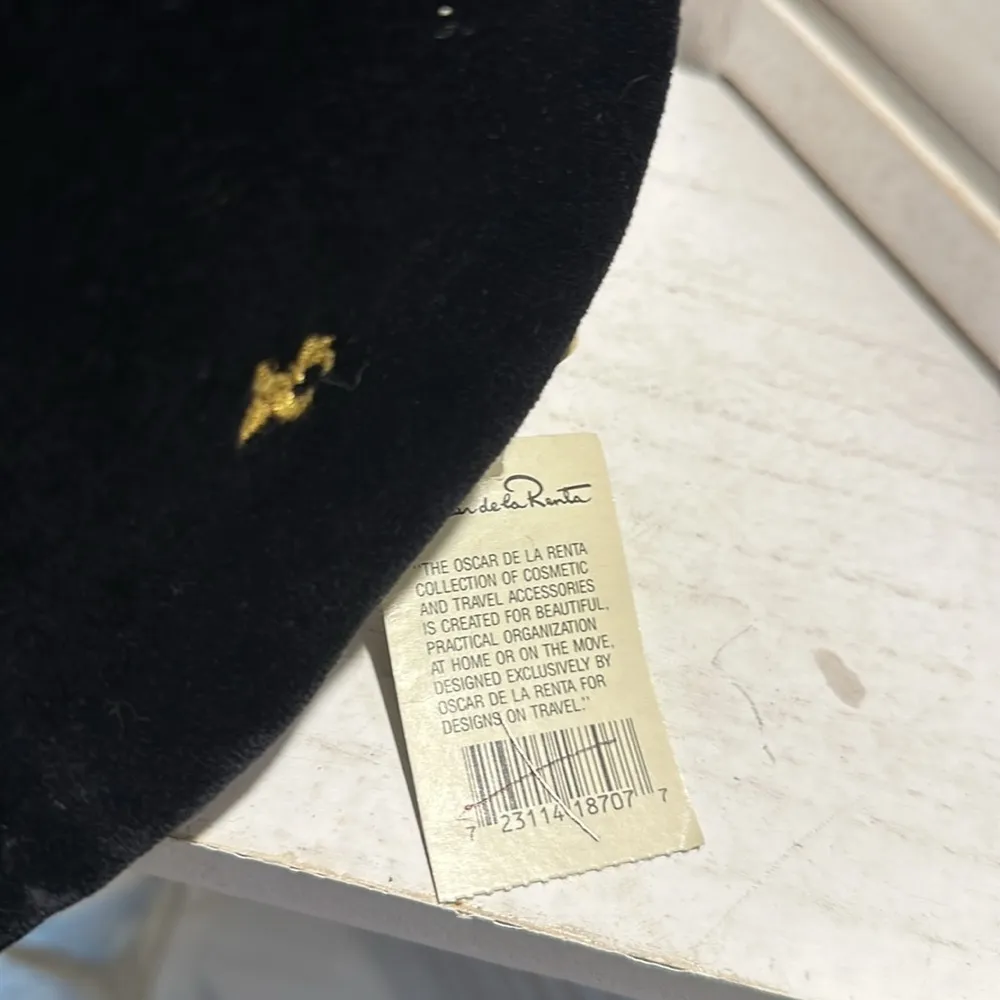 de la Renta
"THE OSCAR DE LA RENTA
COLLECTION OF COSMETIC
AND TRAVEL ACCESSORIES
IS CREATED FOR BEAUTIFUL,
PRACTICAL ORGANIZATION
AT HOME OR ON THE MOVE,
DESIGNED EXCLUSIVELY BY
OSCAR DE LA RENTA FOR
DESIGNS ON TRAVEL."
7 23114 18707 7